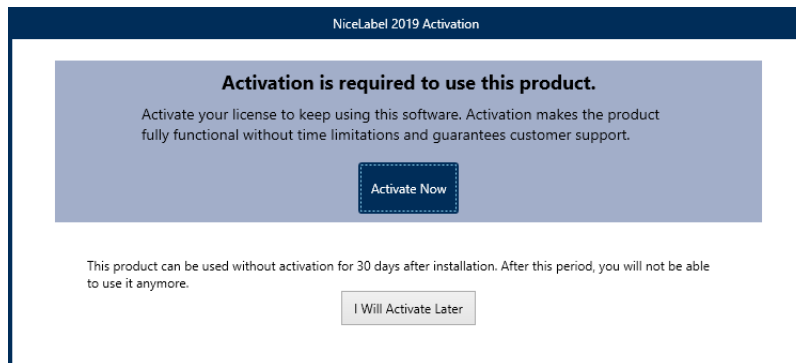 NiceLabel 2019 Activation
Activation is required to use this product.
Activate your license to keep using this software. Activation makes the product
fully functional without time limitations and guarantees customer support.
Activate Now
This product can be used without activation for 30 days after installation. After this period, you will not be able
to use it anymore.
I Will Activate Later